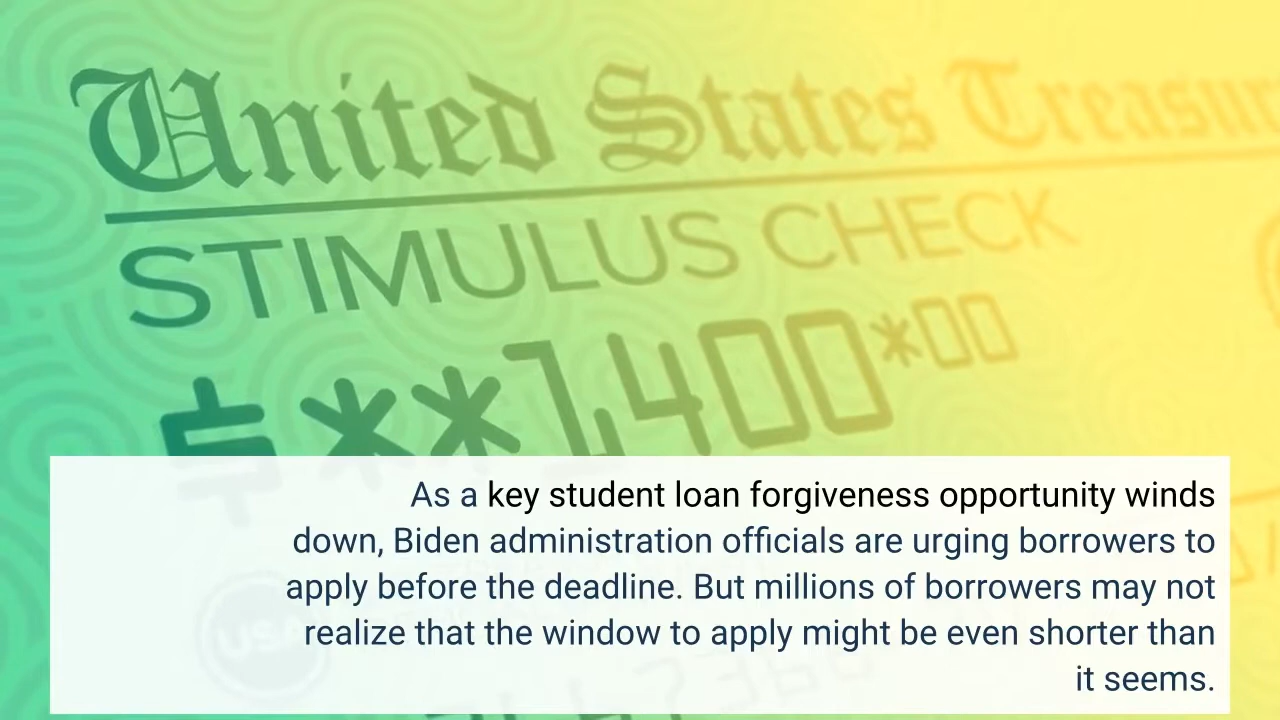 United States Treasur
STIMULUS CHECK
$**1,400*00
As a key student loan forgiveness opportunity winds
down, Biden administration officials are urging borrowers to
apply before the deadline. But millions of borrowers may not
realize that the window to apply might be even shorter than
it seems.
USA